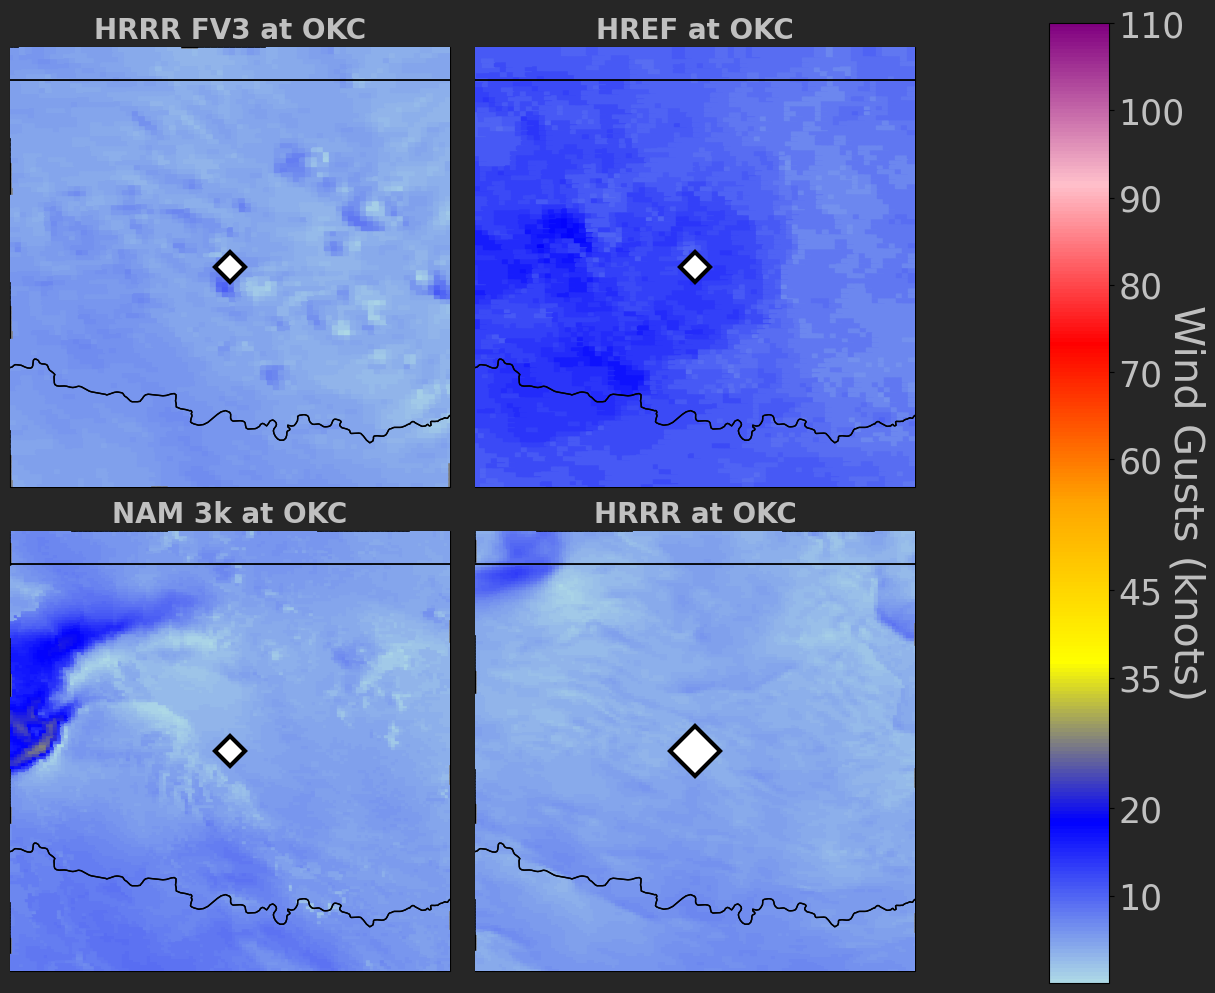 HRRR FV3 at OKC
HREF at OKC
NAM 3k at OKC
HRRR at OKC
110
100
90
80
70
60
45
35
20
10
Wind Gusts (knots)